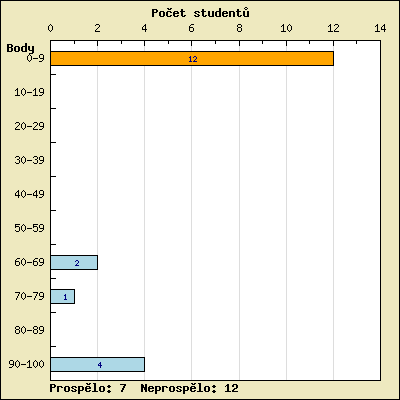 Počet studentů
0 2 4 6 8 10 12 14
Body
0-9 12
10-19
20-29
30-39
40-49
50-59
60-69 2
70-79 1
80-89
90-100 4
Prospělo: 7 Neprospělo: 12